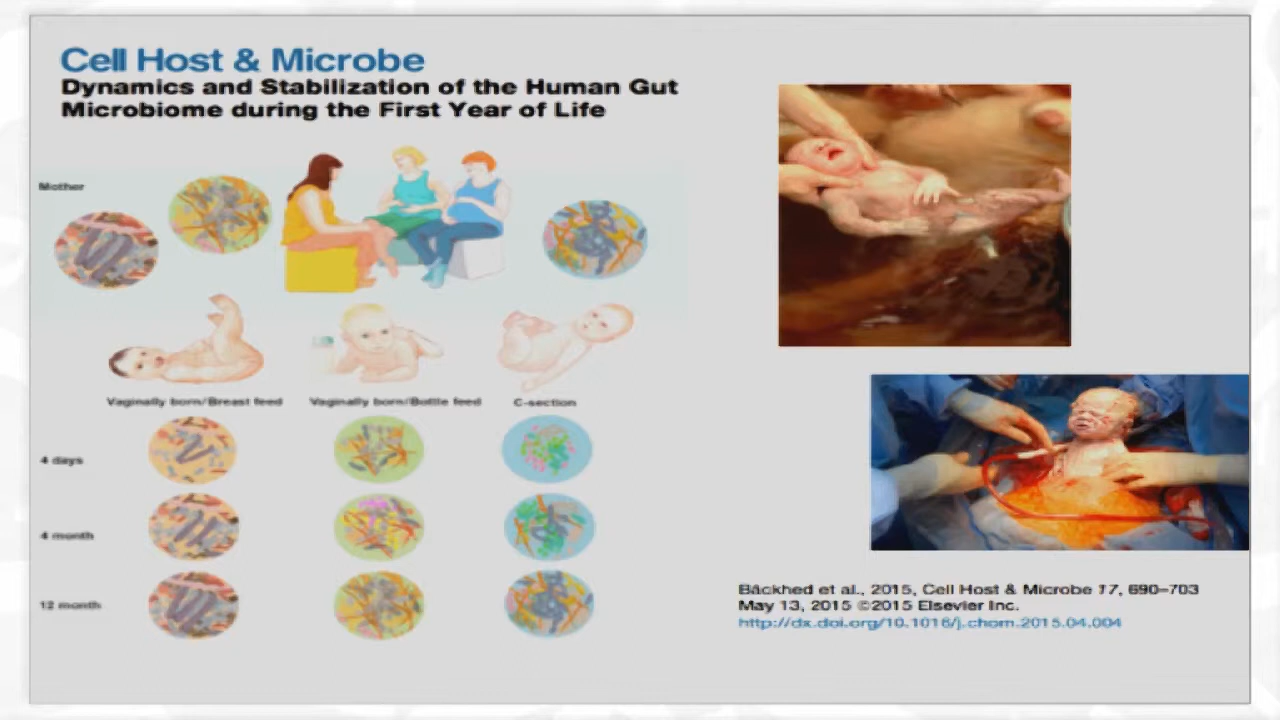 Cell Host & Microbe
Dynamics and Stabilization of the Human Gut
Microbiome during the First Year of Life
Mother
Vaginally born/Breast feed
Vaginally born/Bottle feed
C-section
4 days
4 month
12 month
Bäckhed et al., 2015, Cell Host & Microbe 17, 690–703
May 13, 2015 ©2015 Elsevier Inc.
http://dx.doi.org/10.1016/j.chom.2015.04.004